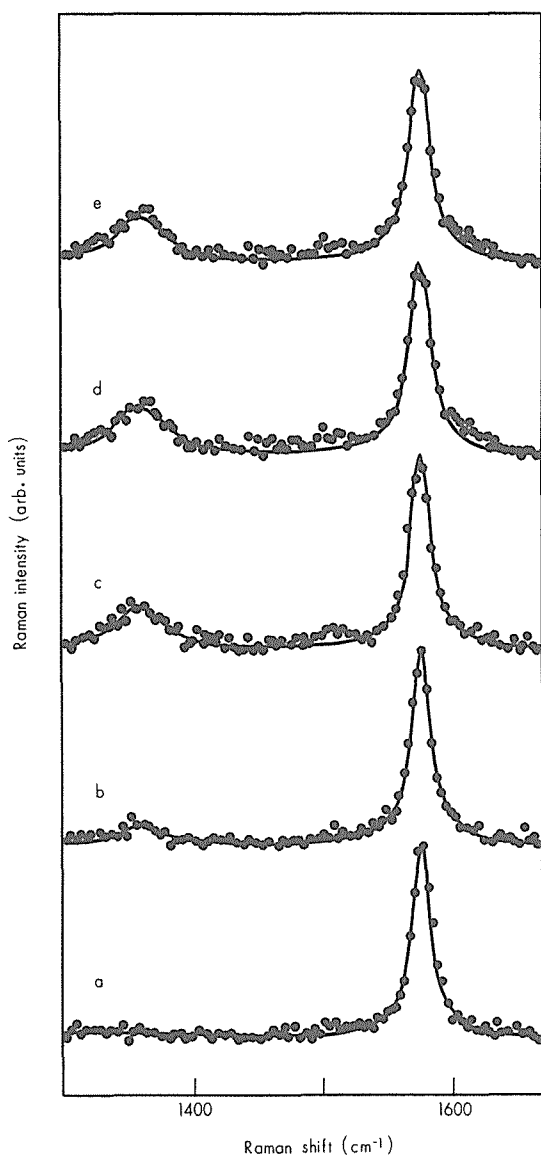 e
d
c
b
a
Raman intensity (arb. units)
1400
1600
Raman shift (cm⁻¹)